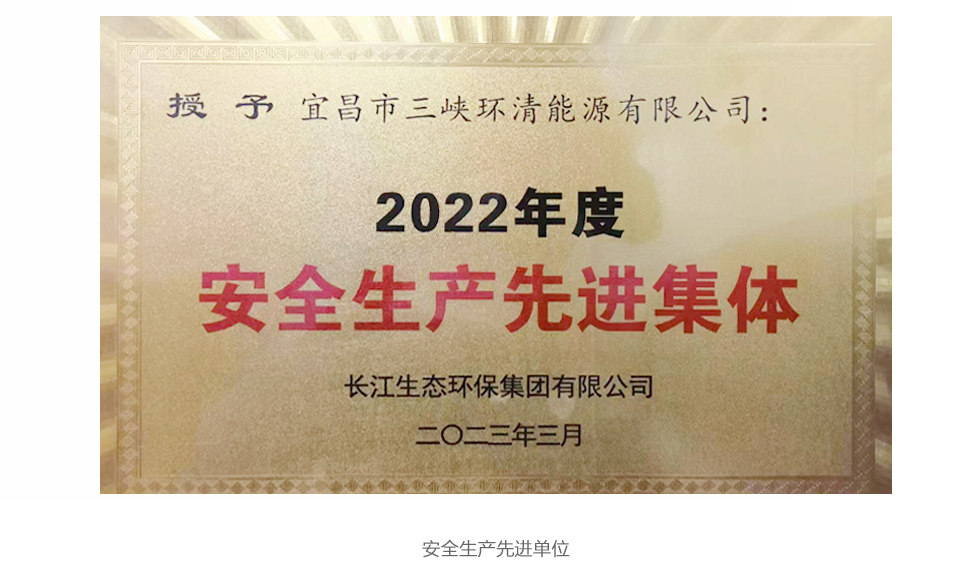 授 予 宜昌市三峡环清能源有限公司：
2022年度
安全生产先进集体
长江生态环保集团有限公司
二〇二三年三月
安全生产先进单位